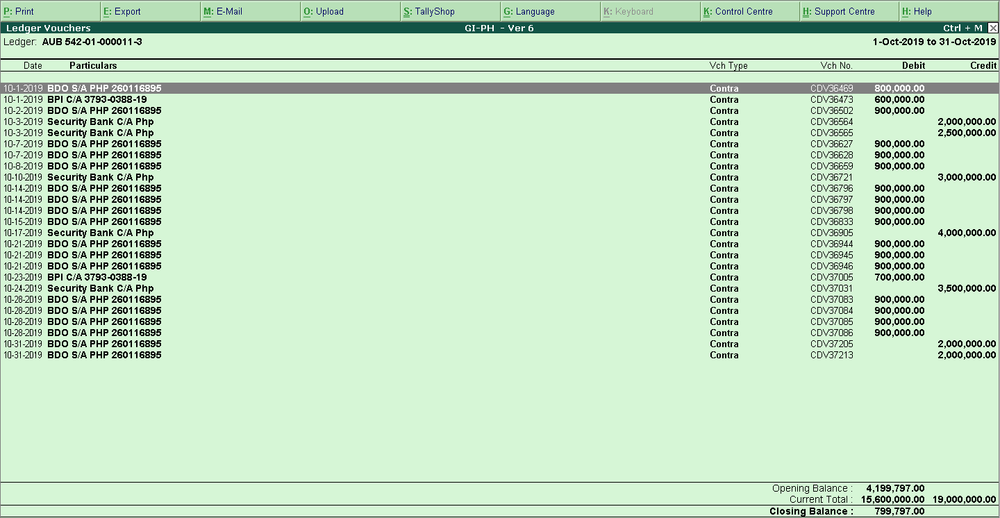 P: Print E: Export M: E-Mail O: Upload S: TallyShop G: Language K: Keyboard K: Control Centre H: Support Centre H: Help
Ledger Vouchers GI-PH - Ver 6 Ctrl + M
Ledger: AUB 542-01-000011-3 1-Oct-2019 to 31-Oct-2019
Date Particulars Vch Type Vch No. Debit Credit
10-1-2019 BDO S/A PHP 260116895 Contra CDV36469 800,000.00
10-1-2019 BPI C/A 3793-0388-19 Contra CDV36473 600,000.00
10-2-2019 BDO S/A PHP 260116895 Contra CDV36502 900,000.00
10-3-2019 Security Bank C/A Php Contra CDV36564 2,000,000.00
10-3-2019 Security Bank C/A Php Contra CDV36565 2,500,000.00
10-7-2019 BDO S/A PHP 260116895 Contra CDV36627 900,000.00
10-7-2019 BDO S/A PHP 260116895 Contra CDV36628 900,000.00
10-8-2019 BDO S/A PHP 260116895 Contra CDV36659 900,000.00
10-10-2019 Security Bank C/A Php Contra CDV36721 3,000,000.00
10-14-2019 BDO S/A PHP 260116895 Contra CDV36796 900,000.00
10-14-2019 BDO S/A PHP 260116895 Contra CDV36797 900,000.00
10-14-2019 BDO S/A PHP 260116895 Contra CDV36798 900,000.00
10-15-2019 BDO S/A PHP 260116895 Contra CDV36833 900,000.00
10-17-2019 Security Bank C/A Php Contra CDV36905 4,000,000.00
10-21-2019 BDO S/A PHP 260116895 Contra CDV36944 900,000.00
10-21-2019 BDO S/A PHP 260116895 Contra CDV36945 900,000.00
10-21-2019 BDO S/A PHP 260116895 Contra CDV36946 900,000.00
10-23-2019 BPI C/A 3793-0388-19 Contra CDV37005 700,000.00
10-24-2019 Security Bank C/A Php Contra CDV37031 3,500,000.00
10-28-2019 BDO S/A PHP 260116895 Contra CDV37083 900,000.00
10-28-2019 BDO S/A PHP 260116895 Contra CDV37084 900,000.00
10-28-2019 BDO S/A PHP 260116895 Contra CDV37085 900,000.00
10-28-2019 BDO S/A PHP 260116895 Contra CDV37086 900,000.00
10-31-2019 BDO S/A PHP 260116895 Contra CDV37205 2,000,000.00
10-31-2019 BDO S/A PHP 260116895 Contra CDV37213 2,000,000.00
Opening Balance : 4,199,797.00
Current Total : 15,600,000.00 19,000,000.00
Closing Balance : 799,797.00